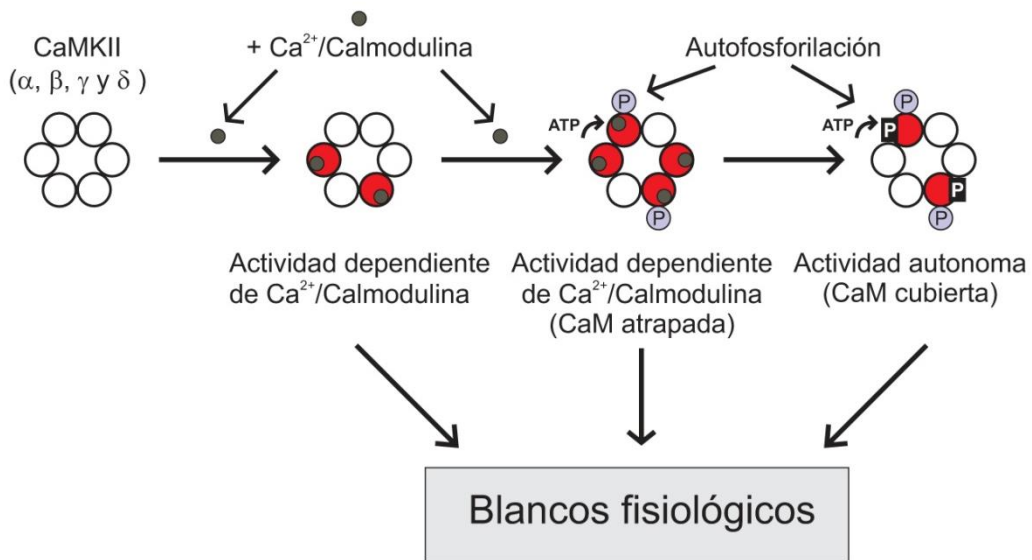 CaMKII
(α, β, γ y δ )
+ Ca²⁺/Calmodulina
Autofosforilación
P
P
ATP
ATP
P
P
P
P
Actividad dependiente
de Ca²⁺/Calmodulina
Actividad dependiente
de Ca²⁺/Calmodulina
(CaM atrapada)
Actividad autonoma
(CaM cubierta)
Blancos fisiológicos